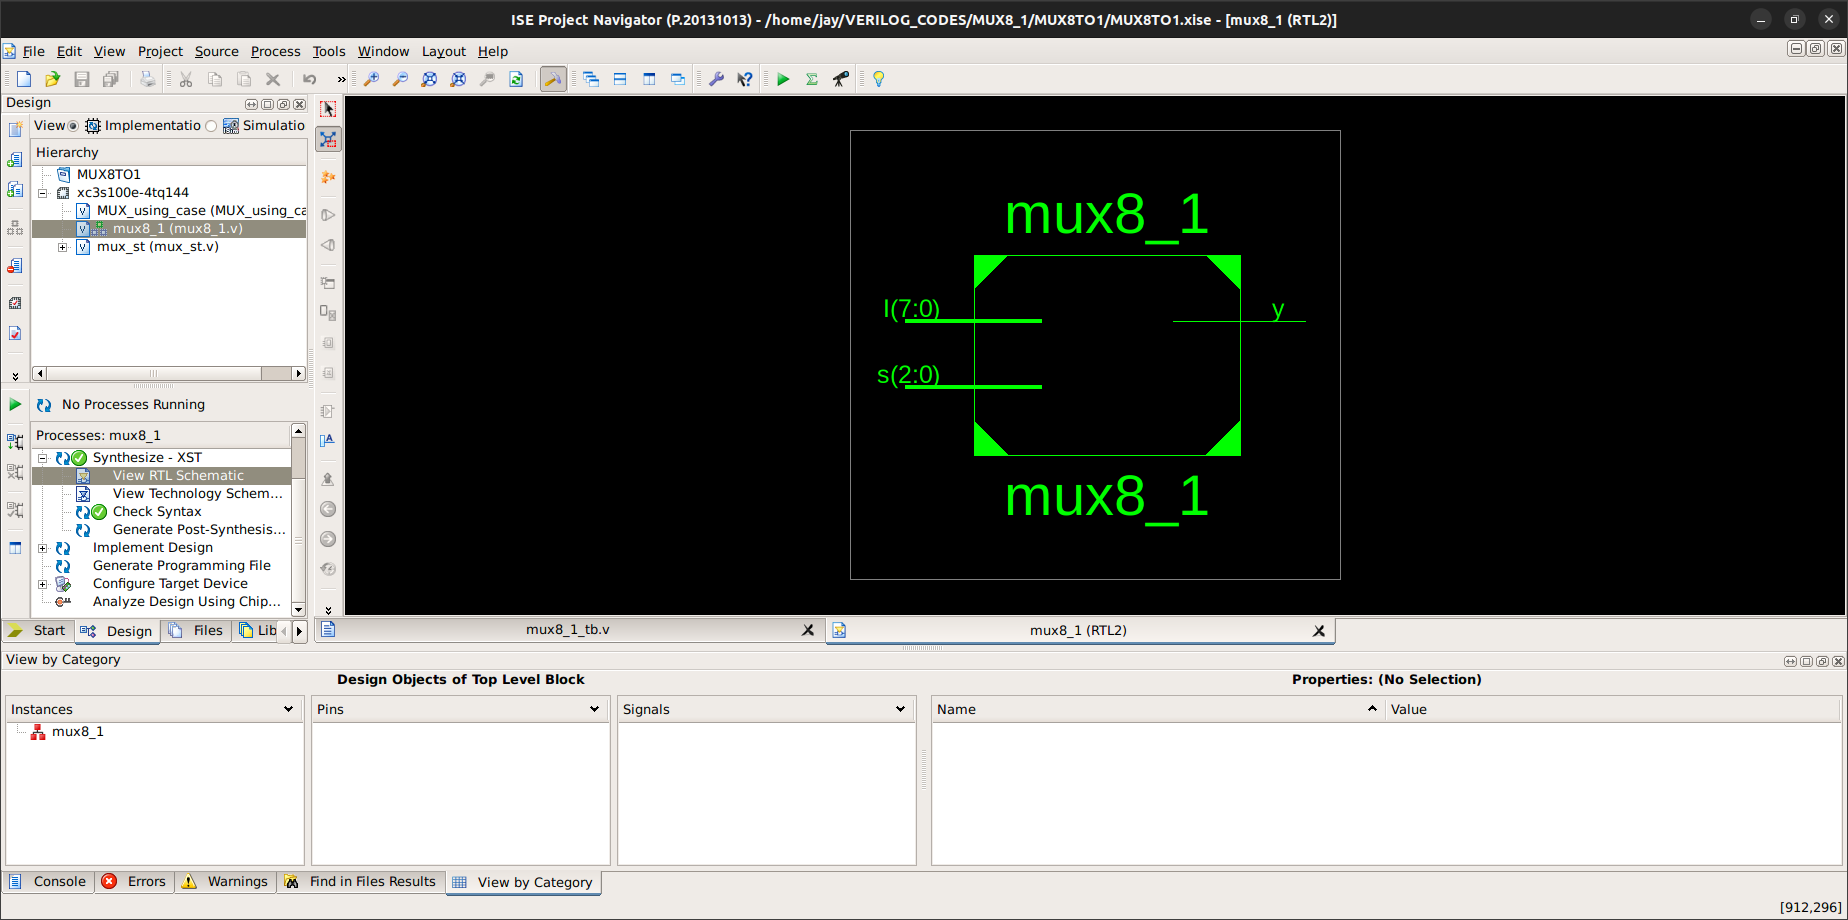 ISE Project Navigator (P.20131013) - /home/jay/VERILOG_CODES/MUX8_1/MUX8TO1/MUX8TO1.xise - [mux8_1 (RTL2)]
File Edit View Project Source Process Tools Window Layout Help
»
Design
View Implementatio Simulatio
Hierarchy
MUX8TO1
xc3s100e-4tq144
MUX_using_case (MUX_using_ca
mux8_1 (mux8_1.v)
mux_st (mux_st.v)
No Processes Running
Processes: mux8_1
Synthesize - XST
View RTL Schematic
View Technology Schem...
Check Syntax
Generate Post-Synthesis...
Implement Design
Generate Programming File
Configure Target Device
Analyze Design Using Chip...
Start Design Files Lib
mux8_1
I(7:0)
s(2:0)
y
mux8_1
mux8_1_tb.v
mux8_1 (RTL2)
View by Category
Design Objects of Top Level Block
Properties: (No Selection)
Instances
Pins
Signals
Name
Value
mux8_1
Console Errors Warnings Find in Files Results View by Category
[912,296]